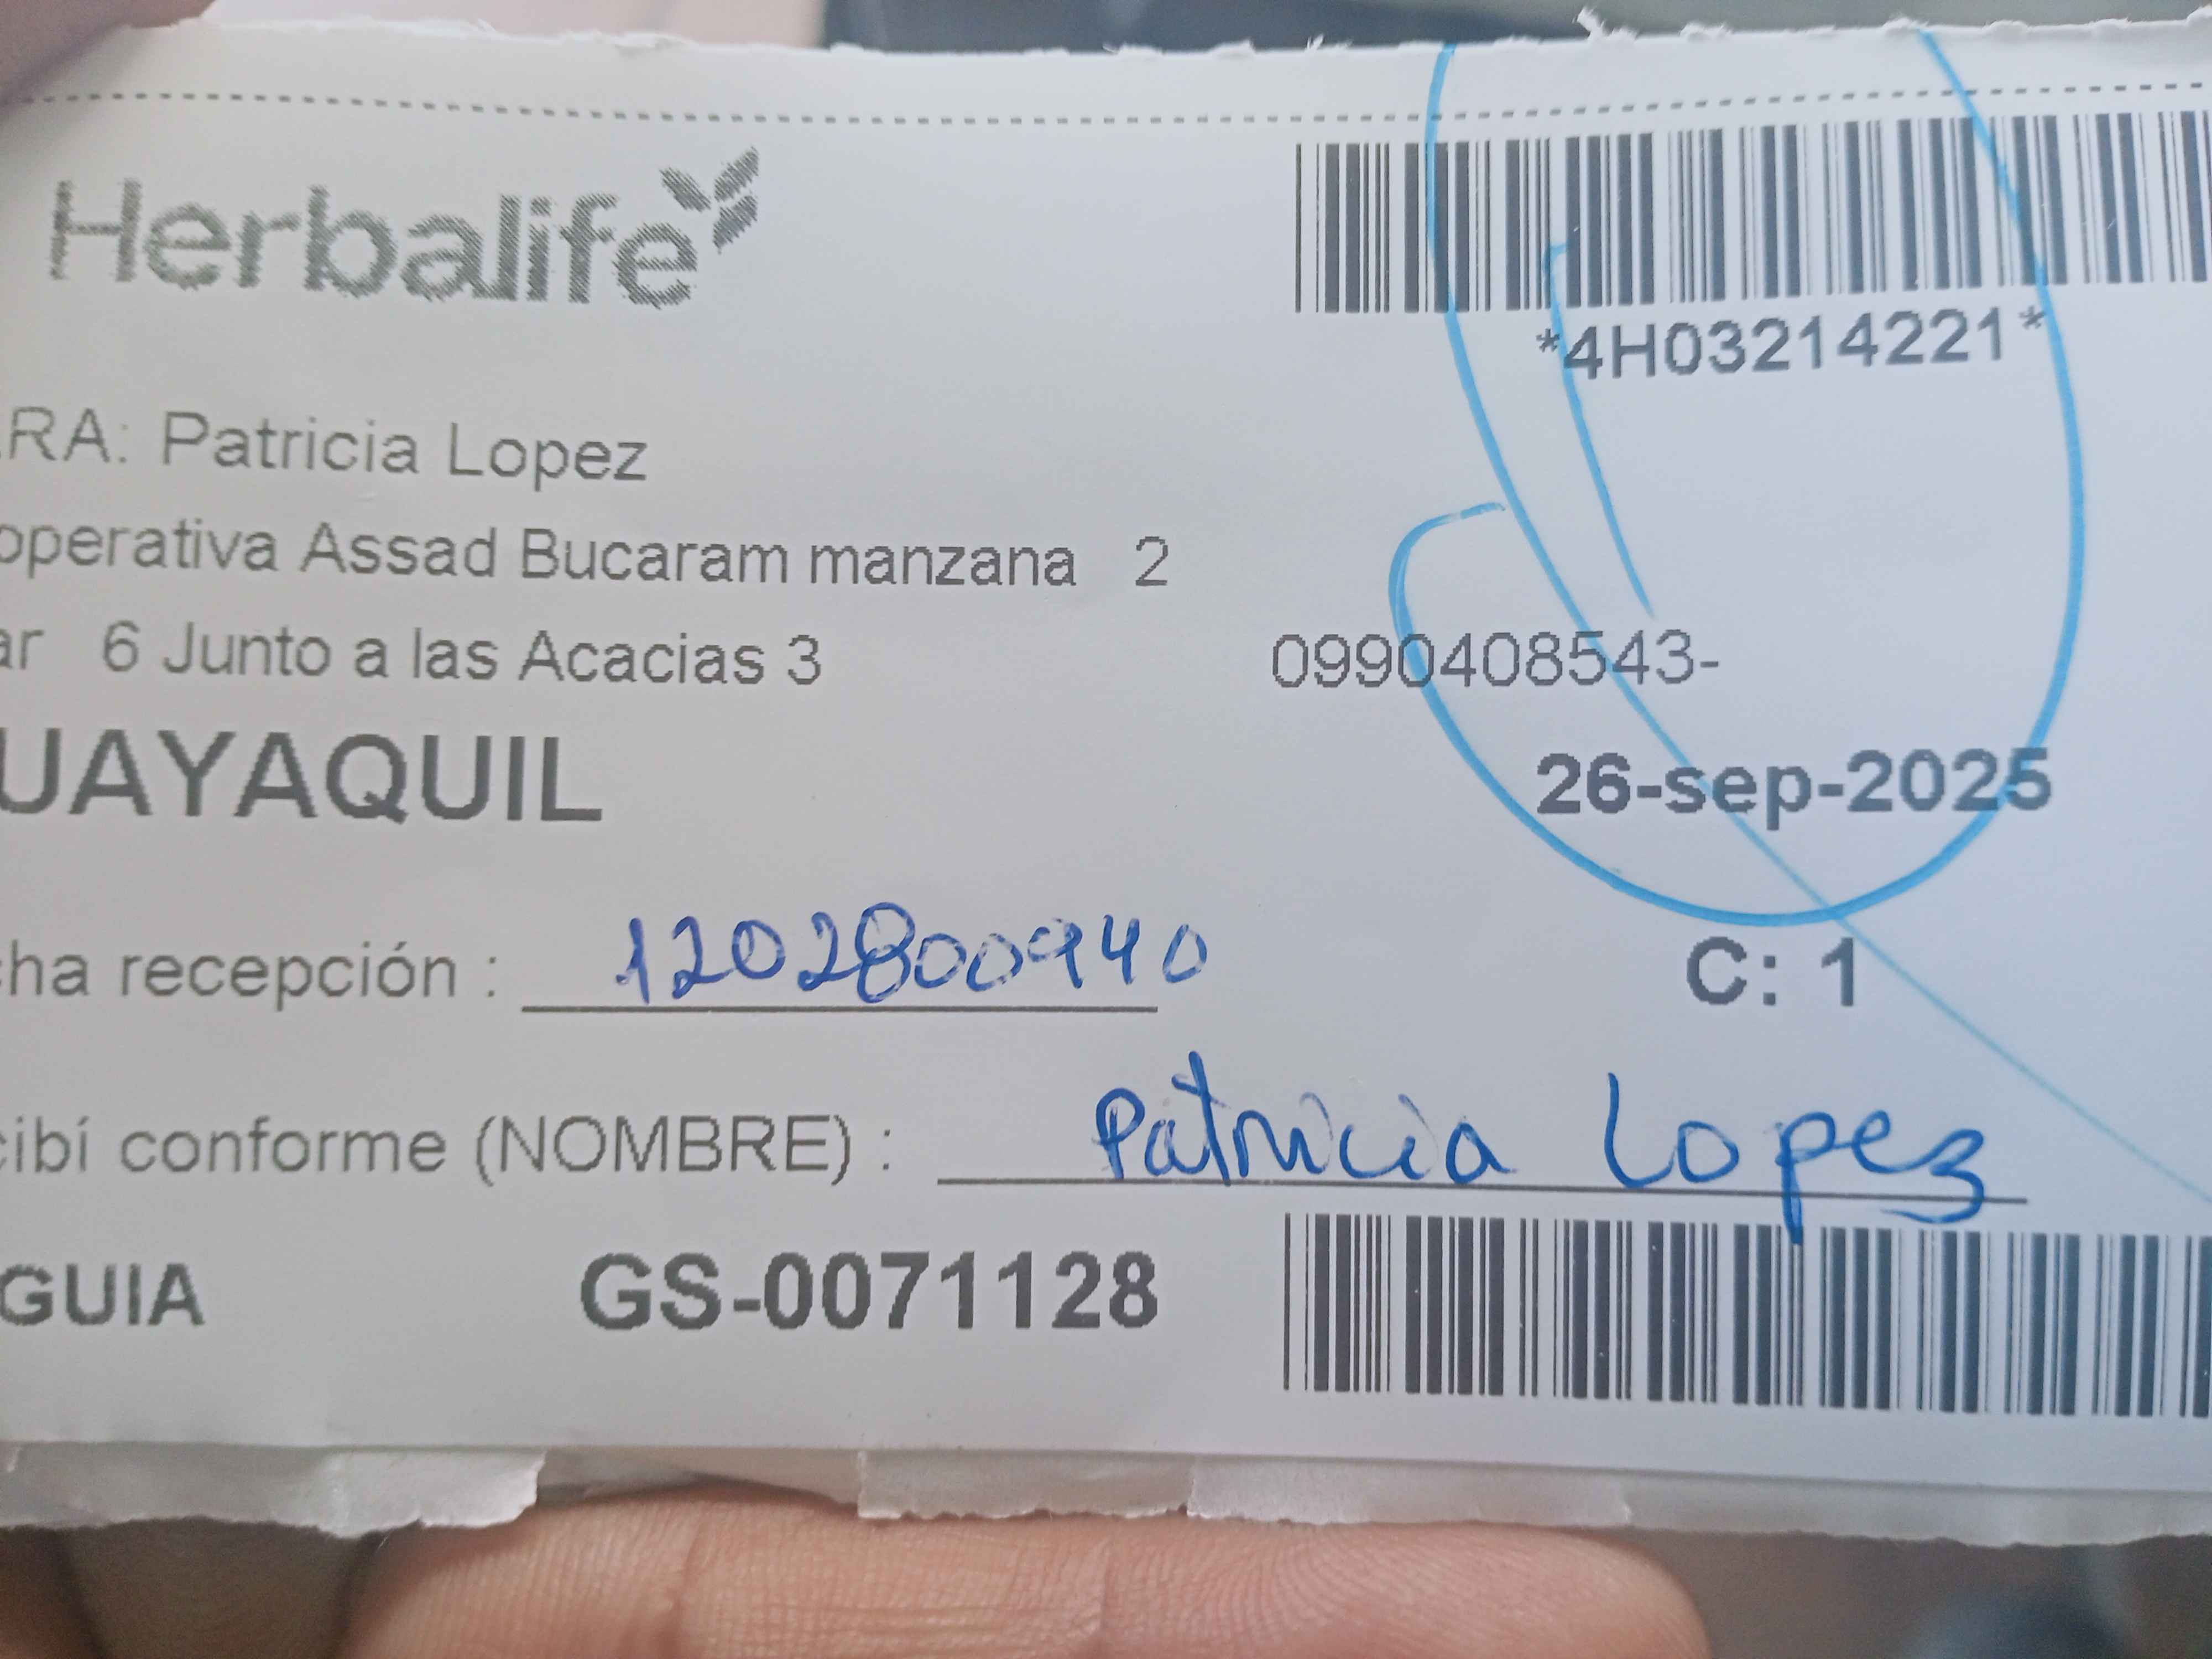 Herbalife
*4H03214221*
RA: Patricia Lopez
operativa Assad Bucaram manzana 2
ar 6 Junto a las Acacias 3
0990408543-
UAYAQUIL
26-sep-2025
cha recepción : 1202800940
C: 1
cibí conforme (NOMBRE) : Patricia Lopez
GUIA GS-0071128